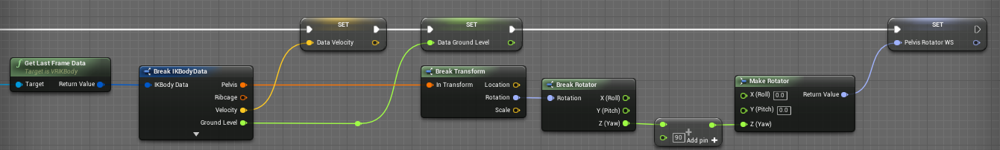 SET
Data Velocity
SET
Data Ground Level
SET
Pelvis Rotator WS
f Get Last Frame Data
Target is VRIKBody
Target Return Value
Break IKBodyData
IKBody Data Pelvis
Ribcage
Velocity
Ground Level
Break Transform
In Transform Location
Rotation
Scale
Break Rotator
Rotation X (Roll)
Y (Pitch)
Z (Yaw)
90 Add pin +
Make Rotator
X (Roll) 0.0 Return Value
Y (Pitch) 0.0
Z (Yaw)